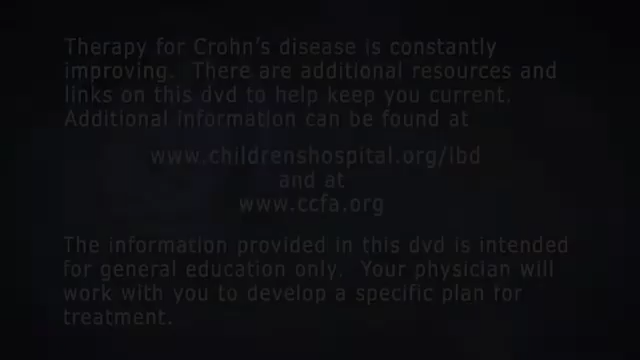 Therapy for Crohn's disease is constantly
improving. There are additional resources and
links on this dvd to help keep you current.
Additional information can be found at
www.childrenshospital.org/ibd
and at
www.ccfa.org
The information provided in this dvd is intended
for general education only. Your physician will
work with you to develop a specific plan for
treatment.